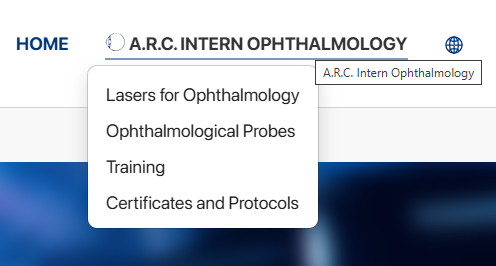 HOME
A.R.C. INTERN OPHTHALMOLOGY
A.R.C. Intern Ophthalmology
Lasers for Ophthalmology
Ophthalmological Probes
Training
Certificates and Protocols